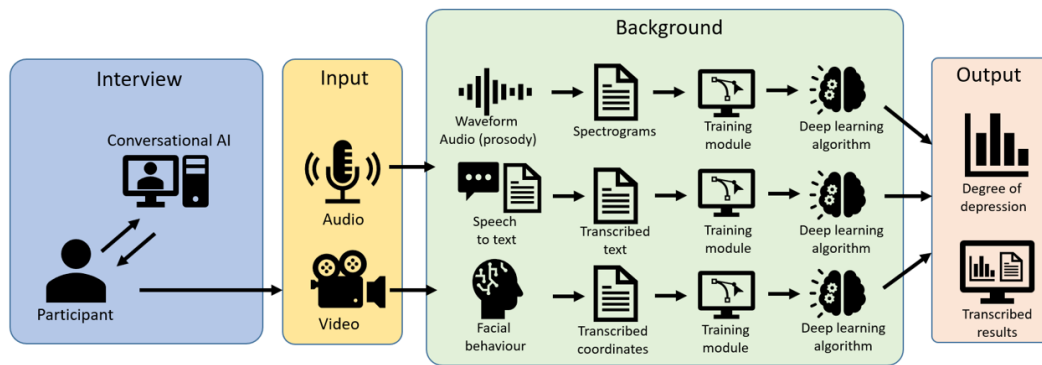 Interview
Conversational AI
Participant
Input
Audio
Video
Background
Waveform
Audio (prosody)
Spectrograms
Training
module
Deep learning
algorithm
Speech
to text
Transcribed
text
Training
module
Deep learning
algorithm
Facial
behaviour
Transcribed
coordinates
Training
module
Deep learning
algorithm
Output
Degree of
depression
Transcribed
results